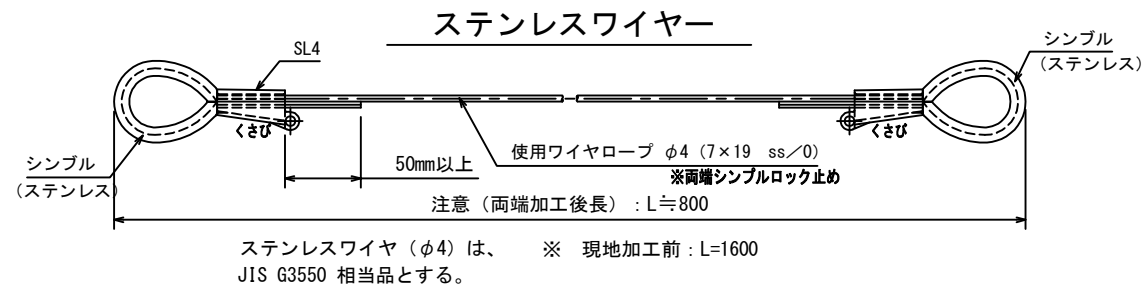 ステンレスワイヤー
SL4
シンブル
(ステンレス)
くさび
くさび
シンブル
(ステンレス)
50mm以上
使用ワイヤロープ φ4 (7×19 ss/0)
※両端シンブルロック止め
注意(両端加工後長):L≒800
ステンレスワイヤ(φ4)は、 ※ 現地加工前:L=1600
JIS G3550 相当品とする。